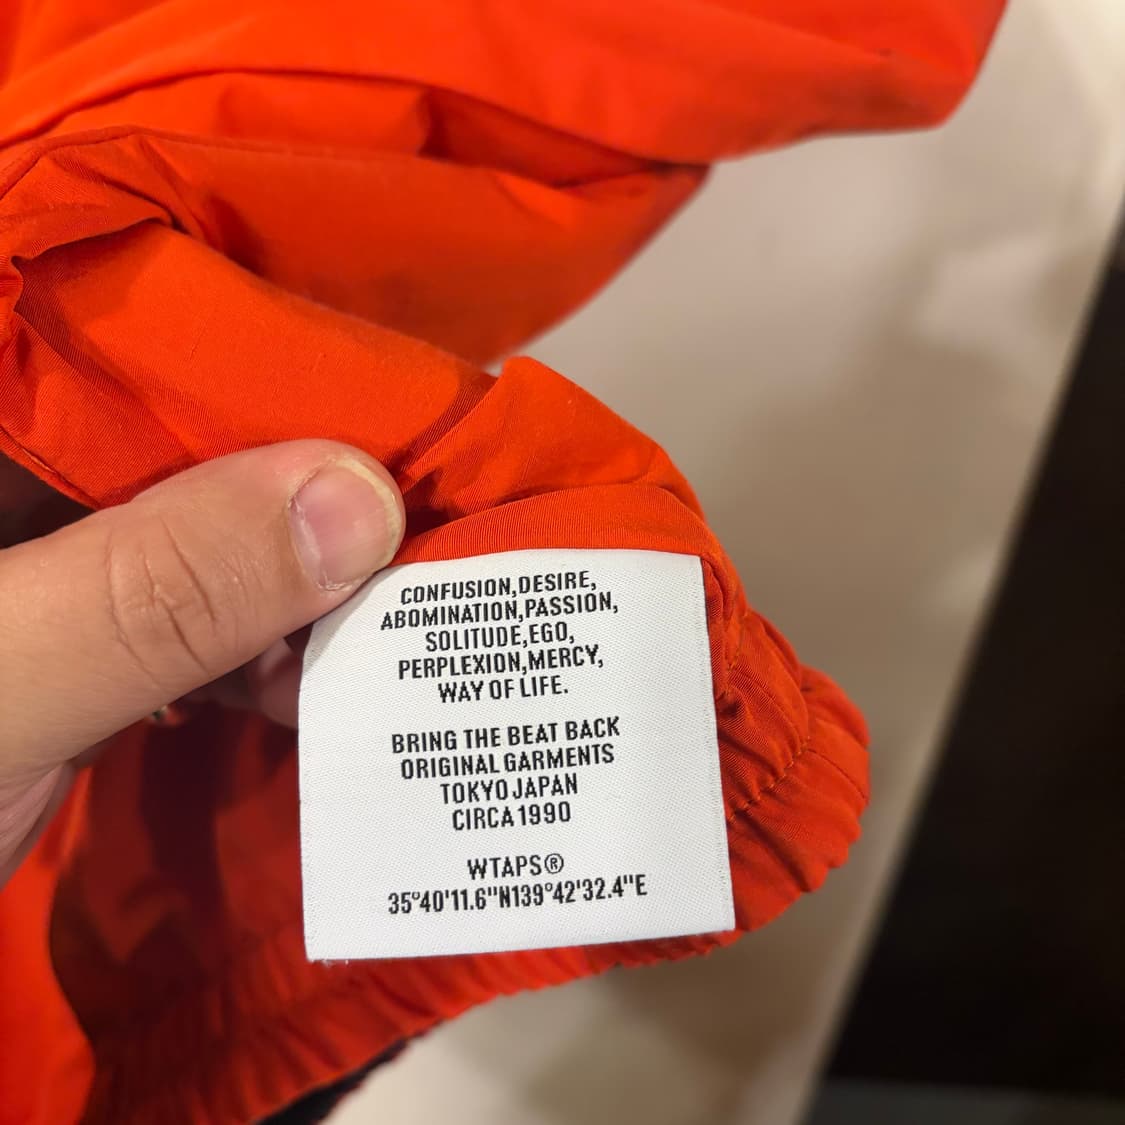 CONFUSION,DESIRE,
ABOMINATION,PASSION,
SOLITUDE,EGO,
PERPLEXION,MERCY,
WAY OF LIFE.
BRING THE BEAT BACK
ORIGINAL GARMENTS
TOKYO JAPAN
CIRCA 1990
WTAPS®
35°40'11.6"N139°42'32.4"E